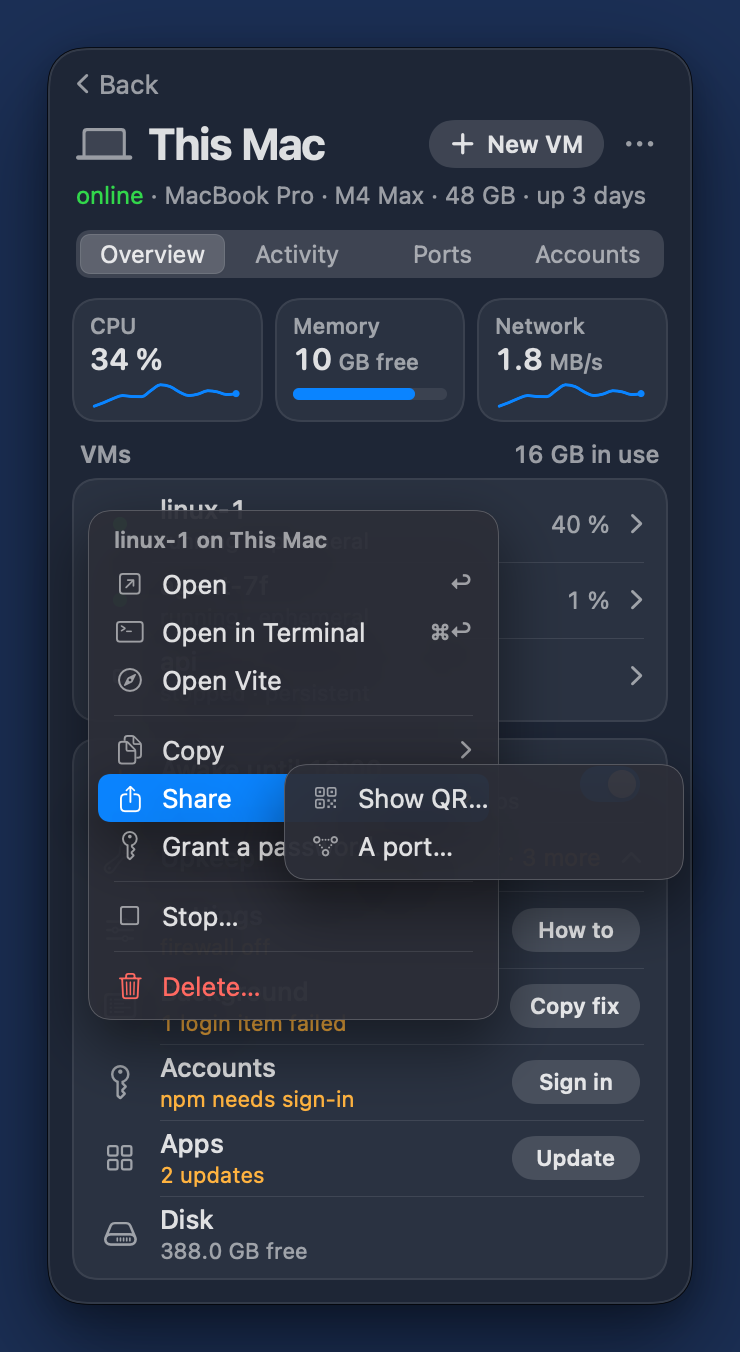 Back
This Mac
New VM
online · MacBook Pro · M4 Max · 48 GB · up 3 days
Overview Activity Ports Accounts
CPU
34 %
Memory
10 GB free
Network
1.8 MB/s
VMs
16 GB in use
linux-1
40 %
1 %
linux-1 on This Mac
Open ↩
Open in Terminal ⌘↩
Open Vite
Copy
Share
Show QR...
Grant a pass
A port...
3 more
Stop...
firewall off
How to
Delete...
1 login item failed
Copy fix
Accounts
npm needs sign-in
Sign in
Apps
2 updates
Update
Disk
388.0 GB free